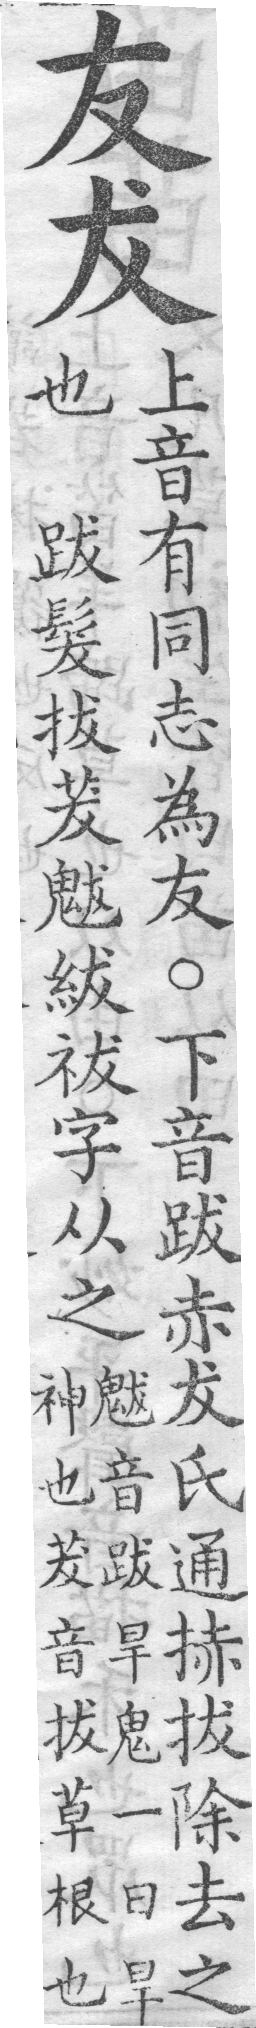 友犮
上音有同志為友○下音跋赤犮氏通捇拔除去之
也　跋髮拔茇魃紱祓字从之
魃音跋旱鬼一曰旱
神也茇音拔草根也